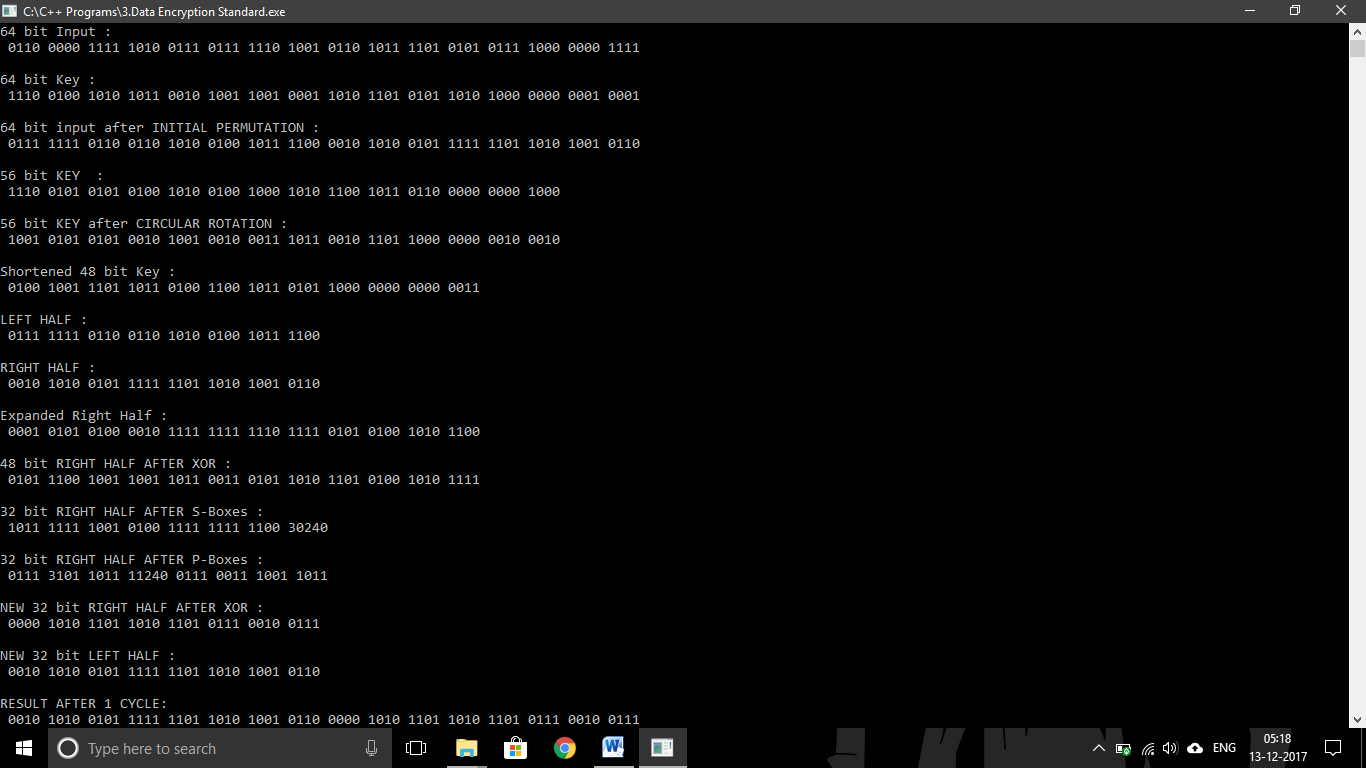 C:\C++ Programs\3.Data Encryption Standard.exe
64 bit Input :
0110 0000 1111 1010 0111 0111 1110 1001 0110 1011 1101 0101 0111 1000 0000 1111
64 bit Key :
1110 0100 1010 1011 0010 1001 1001 0001 1010 1101 0101 1010 1000 0000 0001 0001
64 bit input after INITIAL PERMUTATION :
0111 1111 0110 0110 1010 0100 1011 1100 0010 1010 0101 1111 1101 1010 1001 0110
56 bit KEY  :
1110 0101 0101 0100 1010 0100 1000 1010 1100 1011 0110 0000 0000 1000
56 bit KEY after CIRCULAR ROTATION :
1001 0101 0101 0010 1001 0010 0011 1011 0010 1101 1000 0000 0010 0010
Shortened 48 bit Key :
0100 1001 1101 1011 0100 1100 1011 0101 1000 0000 0000 0011
LEFT HALF :
0111 1111 0110 0110 1010 0100 1011 1100
RIGHT HALF :
0010 1010 0101 1111 1101 1010 1001 0110
Expanded Right Half :
0001 0101 0100 0010 1111 1111 1110 1111 0101 0100 1010 1100
48 bit RIGHT HALF AFTER XOR :
0101 1100 1001 1001 1011 0011 0101 1010 1101 0100 1010 1111
32 bit RIGHT HALF AFTER S-Boxes :
1011 1111 1001 0100 1111 1111 1100 30240
32 bit RIGHT HALF AFTER P-Boxes :
0111 3101 1011 11240 0111 0011 1001 1011
NEW 32 bit RIGHT HALF AFTER XOR :
0000 1010 1101 1010 1101 0111 0010 0111
NEW 32 bit LEFT HALF :
0010 1010 0101 1111 1101 1010 1001 0110
RESULT AFTER 1 CYCLE:
0010 1010 0101 1111 1101 1010 1001 0110 0000 1010 1101 1010 1101 0111 0010 0111
Type here to search
ENG
05:18
13-12-2017